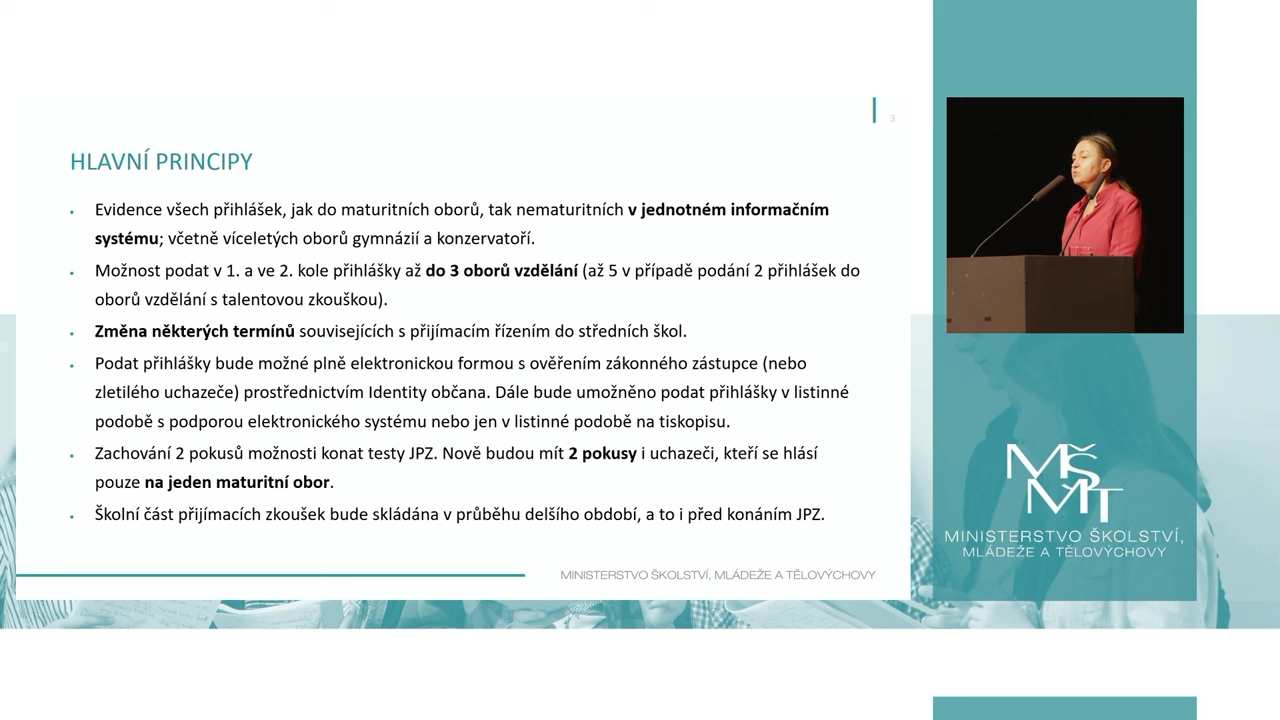 3
HLAVNÍ PRINCIPY
• Evidence všech přihlášek, jak do maturitních oborů, tak nematuritních v jednotném informačním
systému; včetně víceletých oborů gymnázií a konzervatoří.
• Možnost podat v 1. a ve 2. kole přihlášky až do 3 oborů vzdělání (až 5 v případě podání 2 přihlášek do
oborů vzdělání s talentovou zkouškou).
• Změna některých termínů souvisejících s přijímacím řízením do středních škol.
• Podat přihlášky bude možné plně elektronickou formou s ověřením zákonného zástupce (nebo
zletilého uchazeče) prostřednictvím Identity občana. Dále bude umožněno podat přihlášky v listinné
podobě s podporou elektronického systému nebo jen v listinné podobě na tiskopisu.
• Zachování 2 pokusů možnosti konat testy JPZ. Nově budou mít 2 pokusy i uchazeči, kteří se hlásí
pouze na jeden maturitní obor.
• Školní část přijímacích zkoušek bude skládána v průběhu delšího období, a to i před konáním JPZ.
MINISTERSTVO ŠKOLSTVÍ, MLÁDEŽE A TĚLOVÝCHOVY
MŠ
MT
MINISTERSTVO ŠKOLSTVÍ,
MLÁDEŽE A TĚLOVÝCHOVY